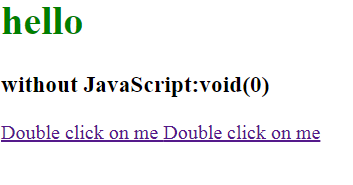 hello
without JavaScript:void(0)
Double click on me Double click on me